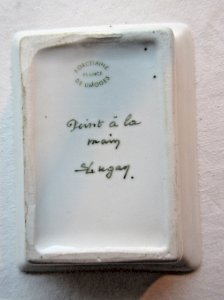 PORCELAINE
FRANCE
DE LIMOGES
Peint à la
main